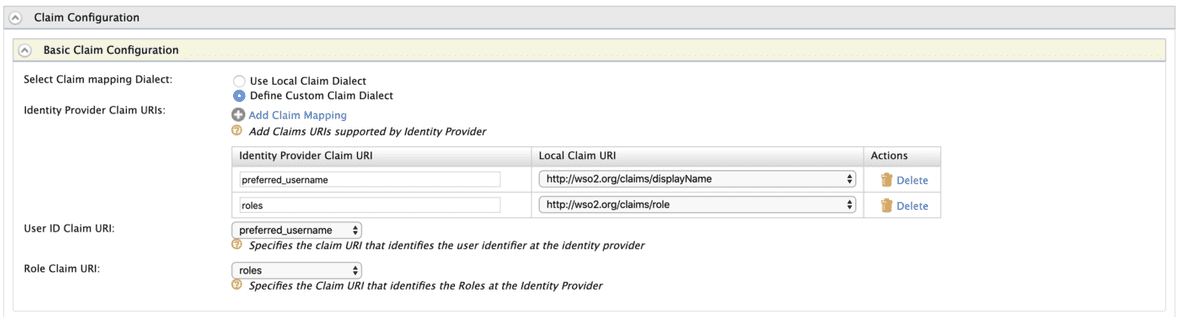 Claim Configuration
Basic Claim Configuration
Select Claim mapping Dialect:
Use Local Claim Dialect
Define Custom Claim Dialect
Identity Provider Claim URIs:
Add Claim Mapping
Add Claims URIs supported by Identity Provider
Identity Provider Claim URI Local Claim URI Actions
preferred_username http://wso2.org/claims/displayName Delete
roles http://wso2.org/claims/role Delete
User ID Claim URI: preferred_username
Specifies the claim URI that identifies the user identifier at the identity provider
Role Claim URI: roles
Specifies the Claim URI that identifies the Roles at the Identity Provider